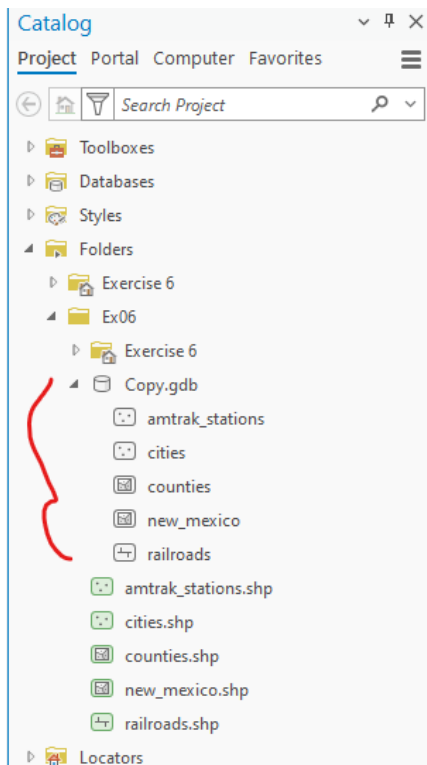 Catalog
Project Portal Computer Favorites
Search Project
Toolboxes
Databases
Styles
Folders
Exercise 6
Ex06
Exercise 6
Copy.gdb
amtrak_stations
cities
counties
new_mexico
railroads
amtrak_stations.shp
cities.shp
counties.shp
new_mexico.shp
railroads.shp
Locators